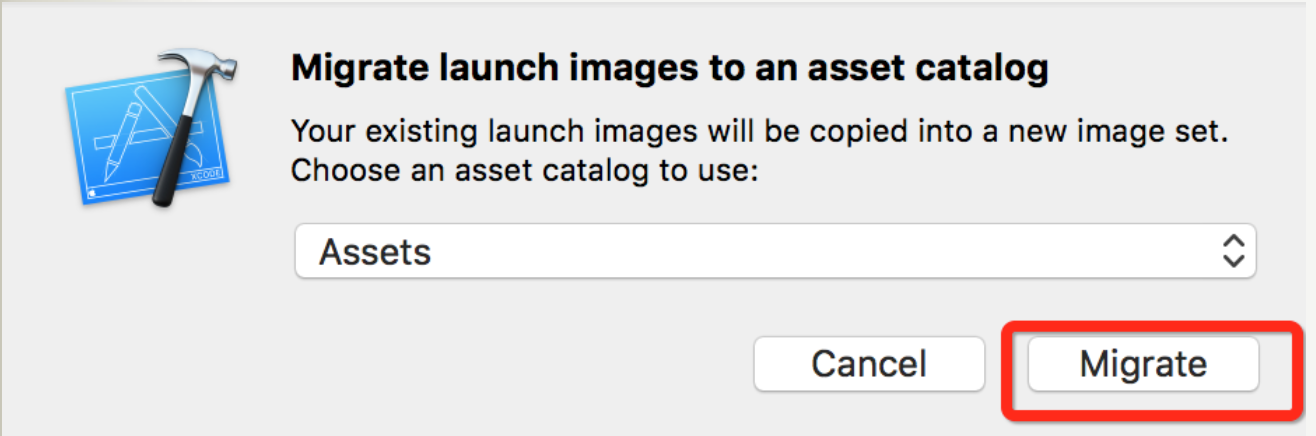 Migrate launch images to an asset catalog
Your existing launch images will be copied into a new image set.
Choose an asset catalog to use:
XCODE
Assets
Cancel
Migrate